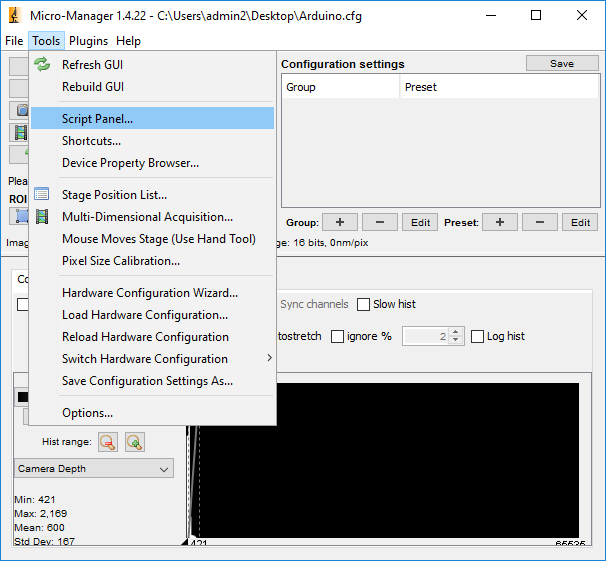 Micro-Manager 1.4.22 - C:\Users\admin2\Desktop\Arduino.cfg
File Tools Plugins Help
Refresh GUI
Rebuild GUI
Script Panel...
Shortcuts...
Device Property Browser...
Stage Position List...
Multi-Dimensional Acquisition...
Mouse Moves Stage (Use Hand Tool)
Pixel Size Calibration...
Hardware Configuration Wizard...
Load Hardware Configuration...
Reload Hardware Configuration
Switch Hardware Configuration
Save Configuration Settings As...
Options...
Configuration settings
Save
Group Preset
Group: + − Edit Preset: + − Edit
ROI
ge: 16 bits, 0nm/pix
Sync channels Slow hist
tostretch ignore % 2 Log hist
Hist range:
Camera Depth
Min: 421
Max: 2,169
Mean: 600
Std Dev: 167
421 65535